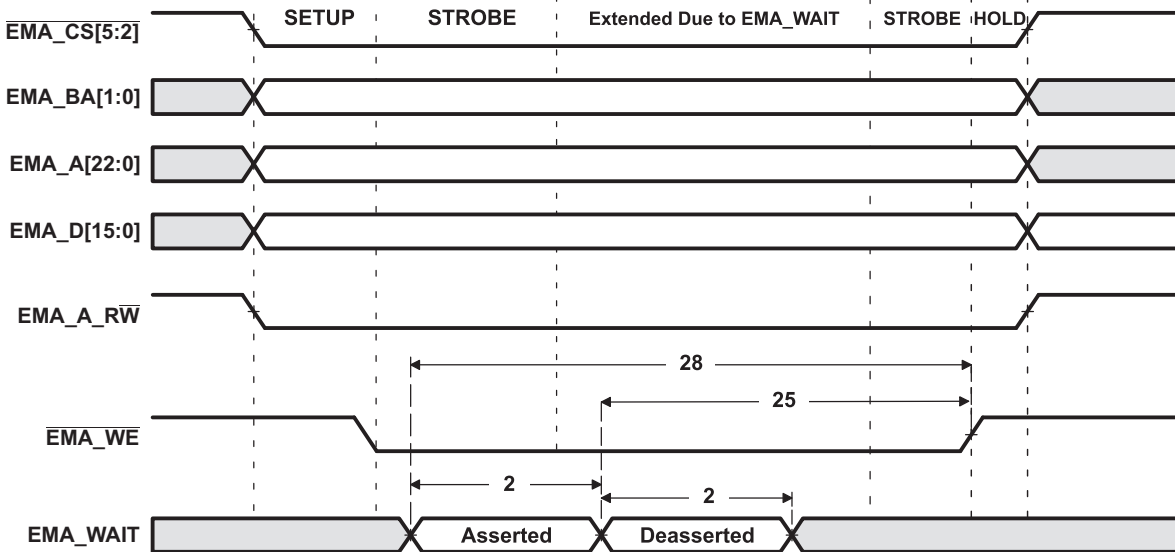 SETUP STROBE Extended Due to EMA_WAIT STROBE HOLD
EMA_CS[5:2]
EMA_BA[1:0]
EMA_A[22:0]
EMA_D[15:0]
EMA_A_RW
28
25
EMA_WE
2 2
EMA_WAIT Asserted Deasserted